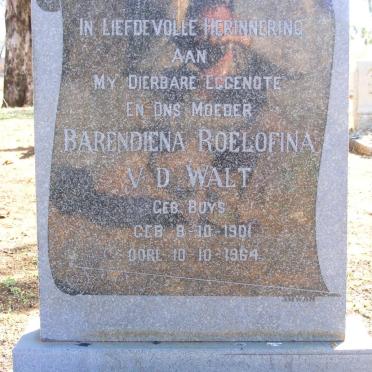 IN LIEFDEVOLLE HERINNERING
AAN
MY DIERBARE EGGENOTE
EN ONS MOEDER
BARENDIENA ROELOFINA
V D WALT
GEB. BUYS
GEB 8-10-1901
OORL 10-10-1964